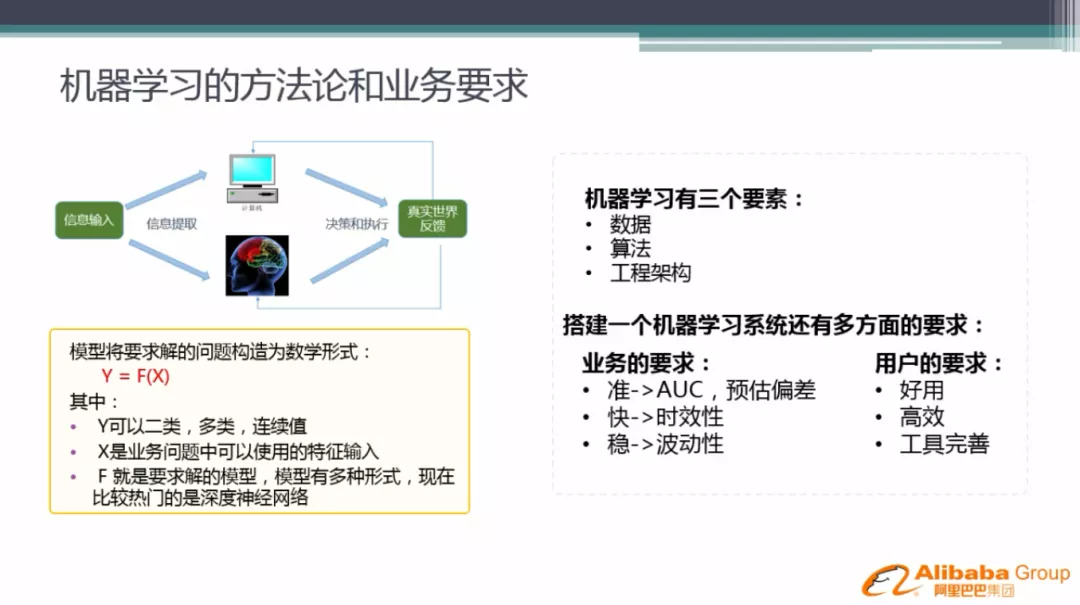 机器学习的方法论和业务要求
信息输入
信息提取
计算机
决策和执行
真实世界
反馈
模型将要求解的问题构造为数学形式：
Y = F(X)
其中：
• Y可以二类，多类，连续值
• X是业务问题中可以使用的特征输入
• F 就是要求解的模型，模型有多种形式，现在
比较热门的是深度神经网络
机器学习有三个要素：
• 数据
• 算法
• 工程架构
搭建一个机器学习系统还有多方面的要求：
业务的要求：
• 准->AUC，预估偏差
• 快->时效性
• 稳->波动性
用户的要求：
• 好用
• 高效
• 工具完善
Alibaba Group
阿里巴巴集团